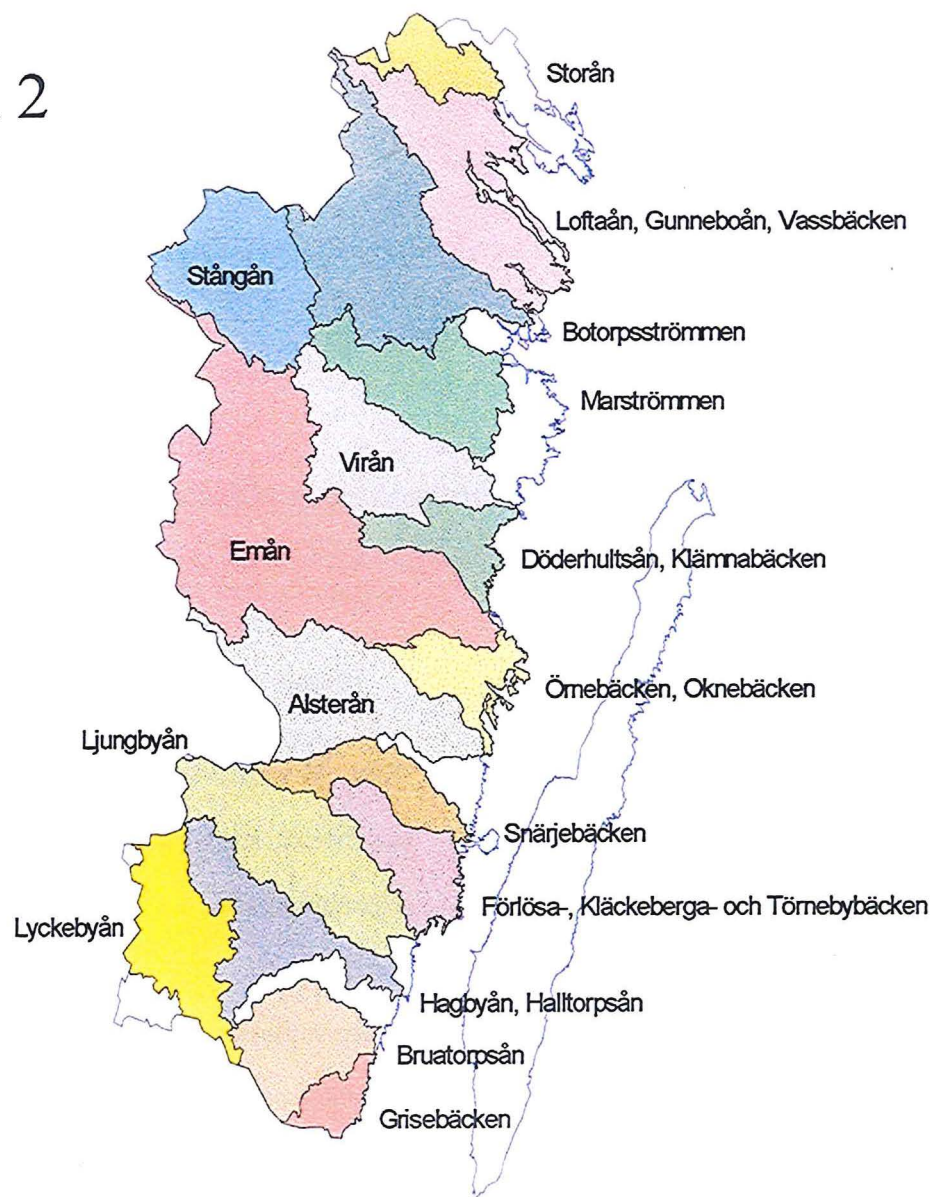 2
Storån
Loftaån, Gunneboån, Vassbäcken
Stångån
Botorpsströmmen
Marströmmen
Virån
Emån
Döderhultsån, Klämnabäcken
Örnebäcken, Oknebäcken
Alsterån
Ljungbyån
Snärjebäcken
Förlösa-, Kläckeberga- och Törnebybäcken
Lyckebyån
Hagbyån, Halltorpsån
Bruatorpsån
Grisebäcken